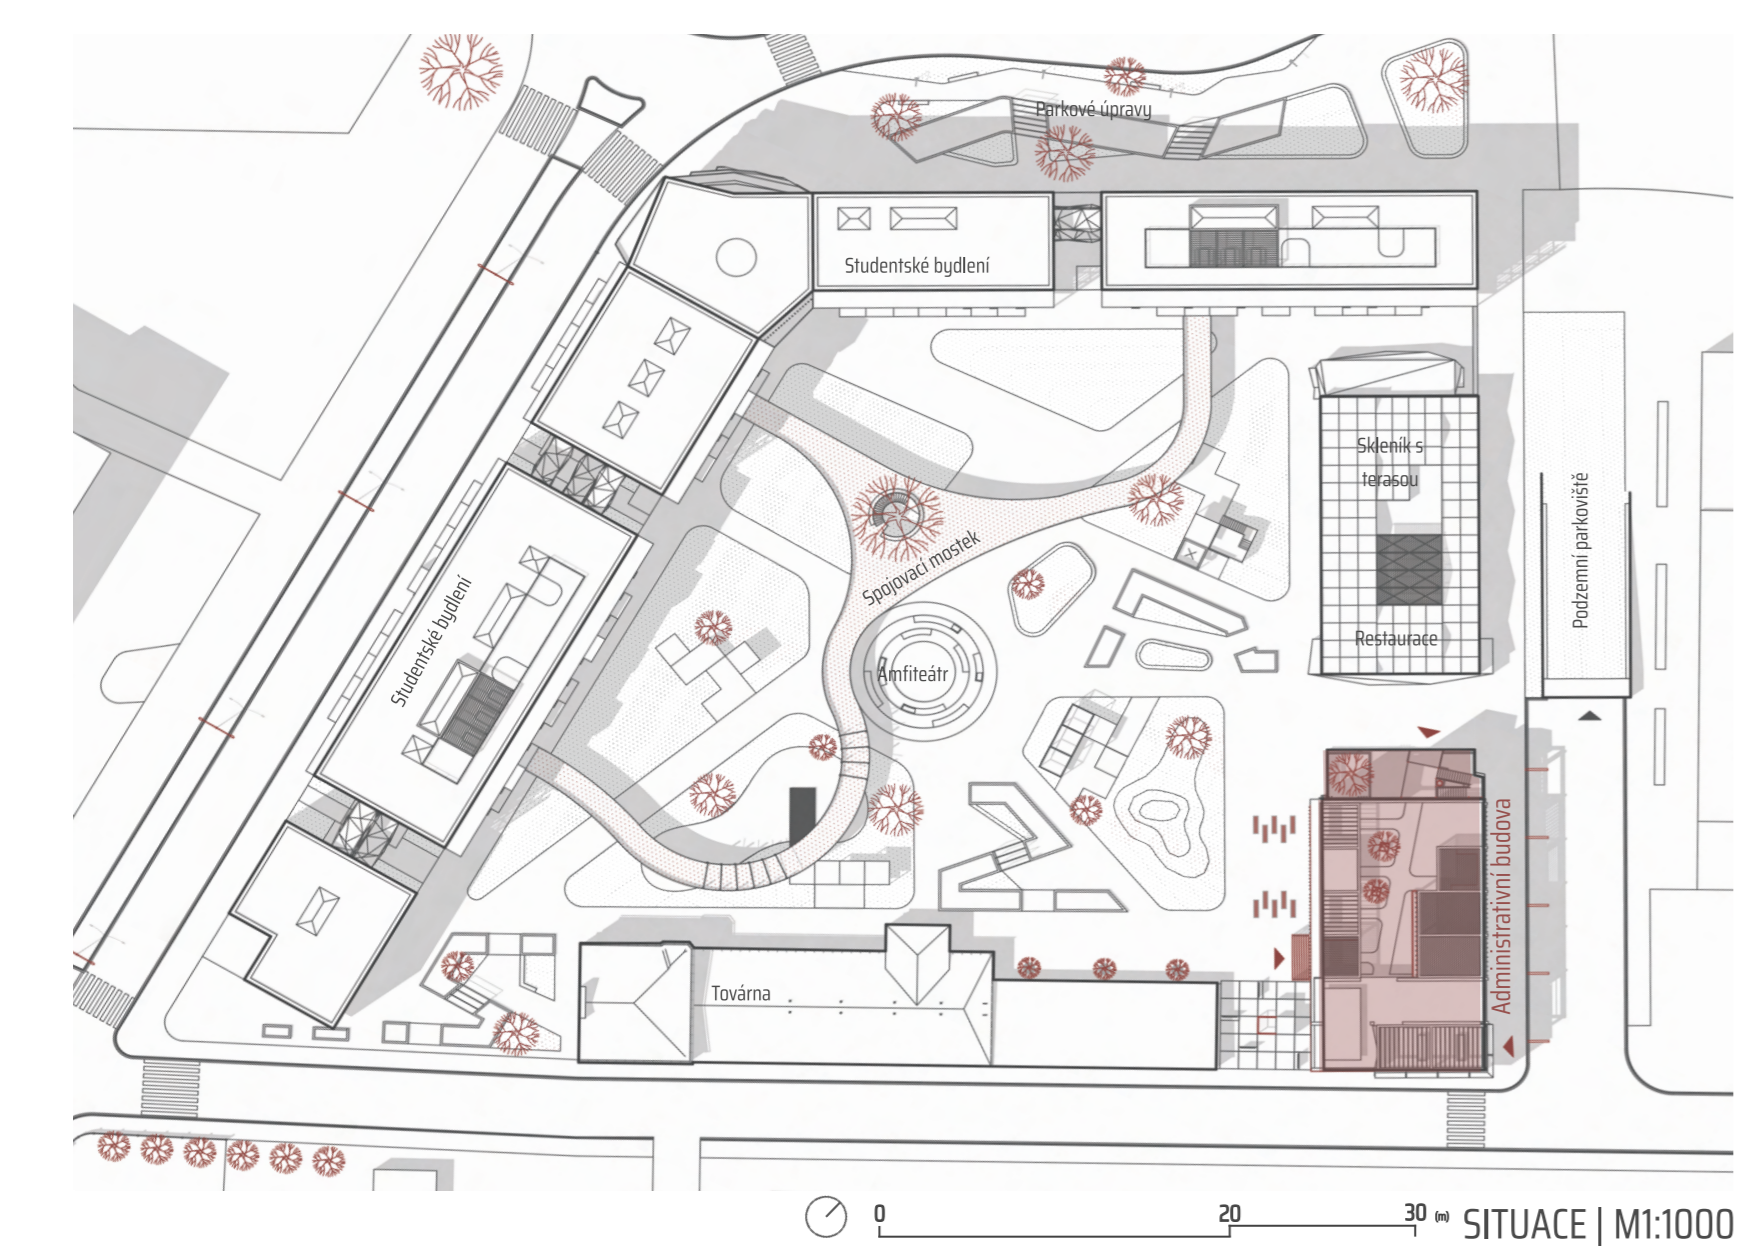 Parkové úpravy
Studentské bydlení
Skleník s
terasou
Podzemní parkoviště
Spojovací mostek
Studentské bydlení
Restaurace
Amfiteátr
Administrativní budova
Továrna
0 20 30 (m)
SITUACE | M1:1000